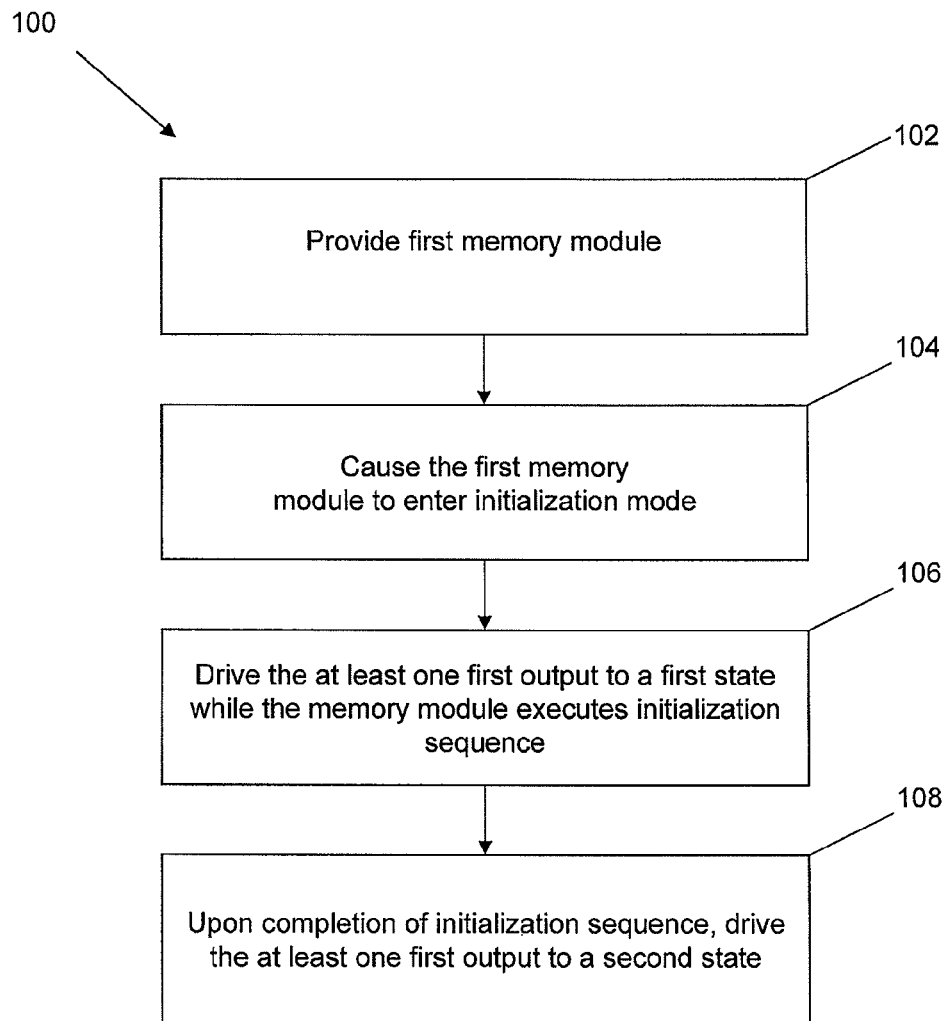 100
102
Provide first memory module
104
Cause the first memory
module to enter initialization mode
106
Drive the at least one first output to a first state
while the memory module executes initialization
sequence
108
Upon completion of initialization sequence, drive
the at least one first output to a second state